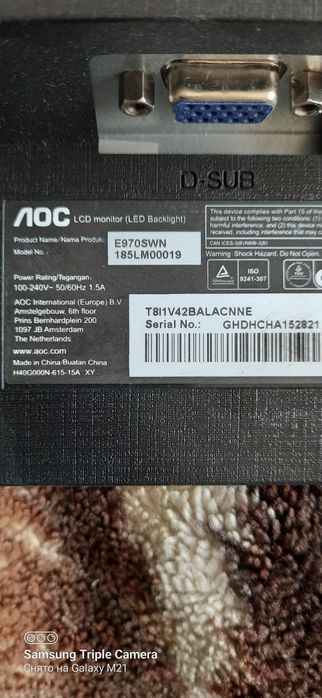 D-SUB
AOC LCD monitor (LED Backlight)
Product Name/Nama Produk: E970SWN
Model No.: 185LM00019
Power Rating/Tegangan:
100-240V~ 50/60Hz 1.5A
AOC International (Europe) B.V
Amstelgebouw, 6th floor
Prins Bernhardplein 200
1097 JB Amsterdam
The Netherlands
www.aoc.com
Made in China/Buatan China
H40G000N-615-15A XY
This device complies with Part 15 of the
subject to the following two conditions: (1)
harmful interference, and (2) this device m
received, including interference that may
CAN ICES-3(B)/NMB-3(B)
Warning: Shock Hazard. Do Not Open.
ISO
9241-307
T8I1V42BALACNNE
Serial No.: GHDHCHA152821
Samsung Triple Camera
Снято на Galaxy M21